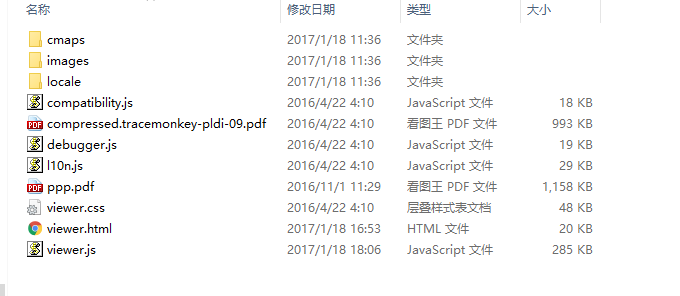 名称 修改日期 类型 大小
cmaps 2017/1/18 11:36 文件夹
images 2017/1/18 11:36 文件夹
locale 2017/1/18 11:36 文件夹
compatibility.js 2016/4/22 4:10 JavaScript 文件 18 KB
compressed.tracemonkey-pldi-09.pdf 2016/4/22 4:10 看图王 PDF 文件 993 KB
debugger.js 2016/4/22 4:10 JavaScript 文件 19 KB
l10n.js 2016/4/22 4:10 JavaScript 文件 29 KB
ppp.pdf 2016/11/1 11:29 看图王 PDF 文件 1,158 KB
viewer.css 2016/4/22 4:10 层叠样式表文档 48 KB
viewer.html 2017/1/18 16:53 HTML 文件 20 KB
viewer.js 2017/1/18 18:06 JavaScript 文件 285 KB